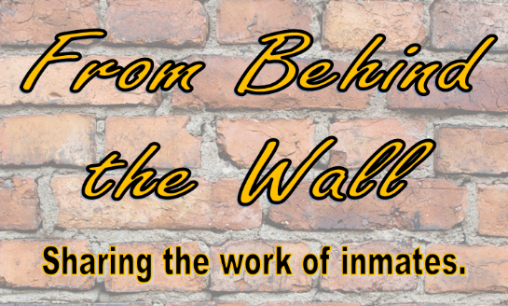 From Behind
the Wall
Sharing the work of inmates.